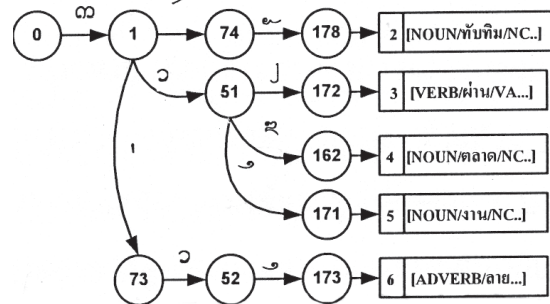 0 1 74 178 2 [NOUN/ทับทิม/NC..]
51 172 3 [VERB/ผ่าน/VA...]
162 4 [NOUN/ตลาด/NC..]
171 5 [NOUN/งาน/NC..]
73 52 173 6 [ADVERB/ลาย...]